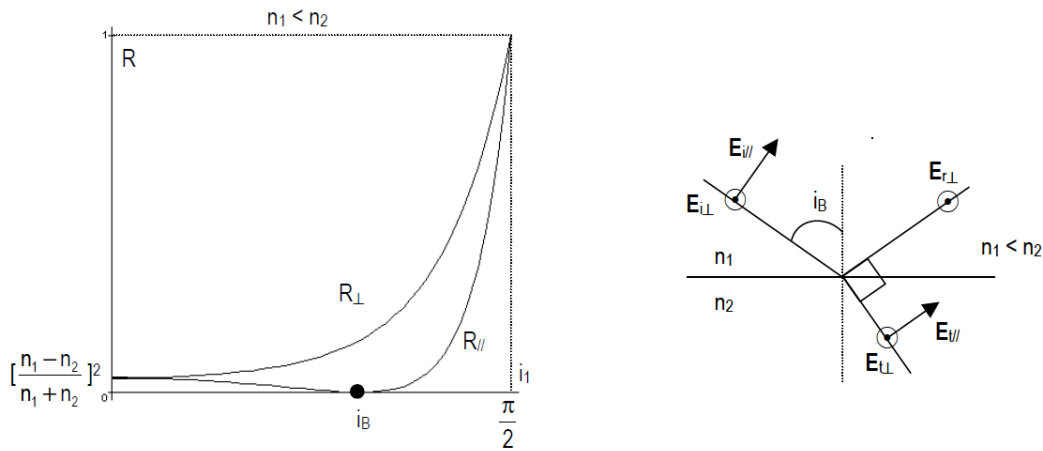 n₁ < n₂
1
R
R⊥
R//
[(n₁ − n₂)/(n₁ + n₂)]²
0
i_B
i₁
π/2
E_i//
E_i⊥
i_B
E_r⊥
n₁
n₁ < n₂
n₂
E_t//
E_t⊥